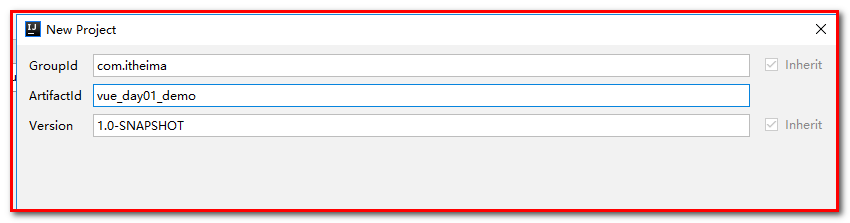 New Project
GroupId com.itheima Inherit
ArtifactId vue_day01_demo
Version 1.0-SNAPSHOT Inherit